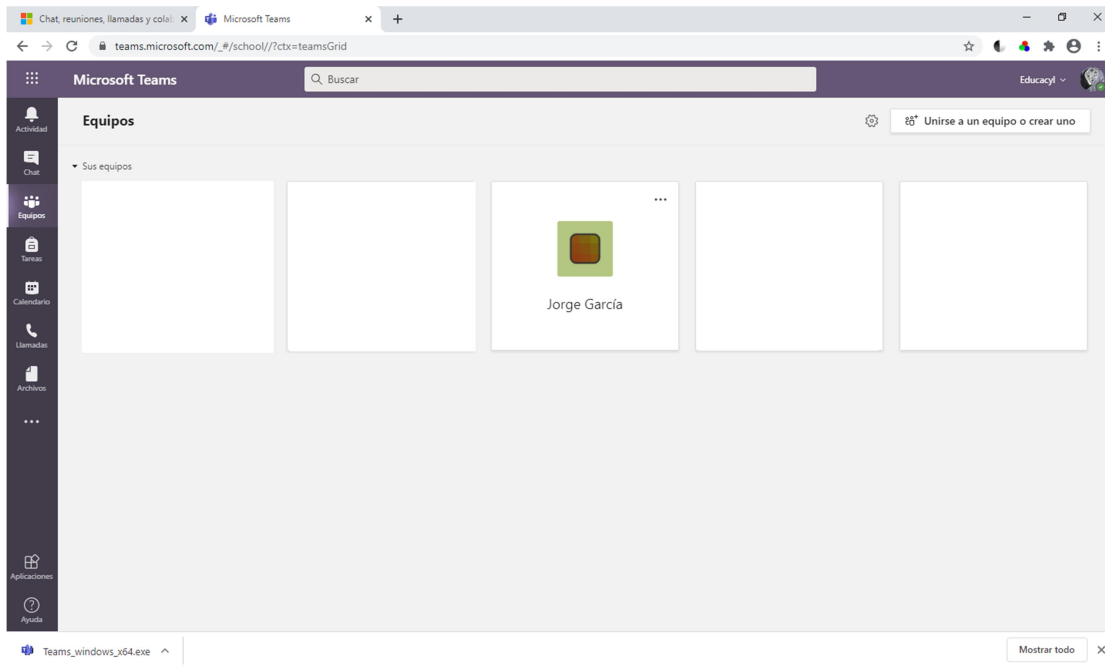 Chat, reuniones, llamadas y colab
Microsoft Teams
teams.microsoft.com/_#/school//?ctx=teamsGrid
Microsoft Teams
Buscar
Educacyl
Actividad
Chat
Equipos
Tareas
Calendario
Llamadas
Archivos
Aplicaciones
Ayuda
Equipos
Unirse a un equipo o crear uno
Sus equipos
Jorge García
Teams_windows_x64.exe
Mostrar todo